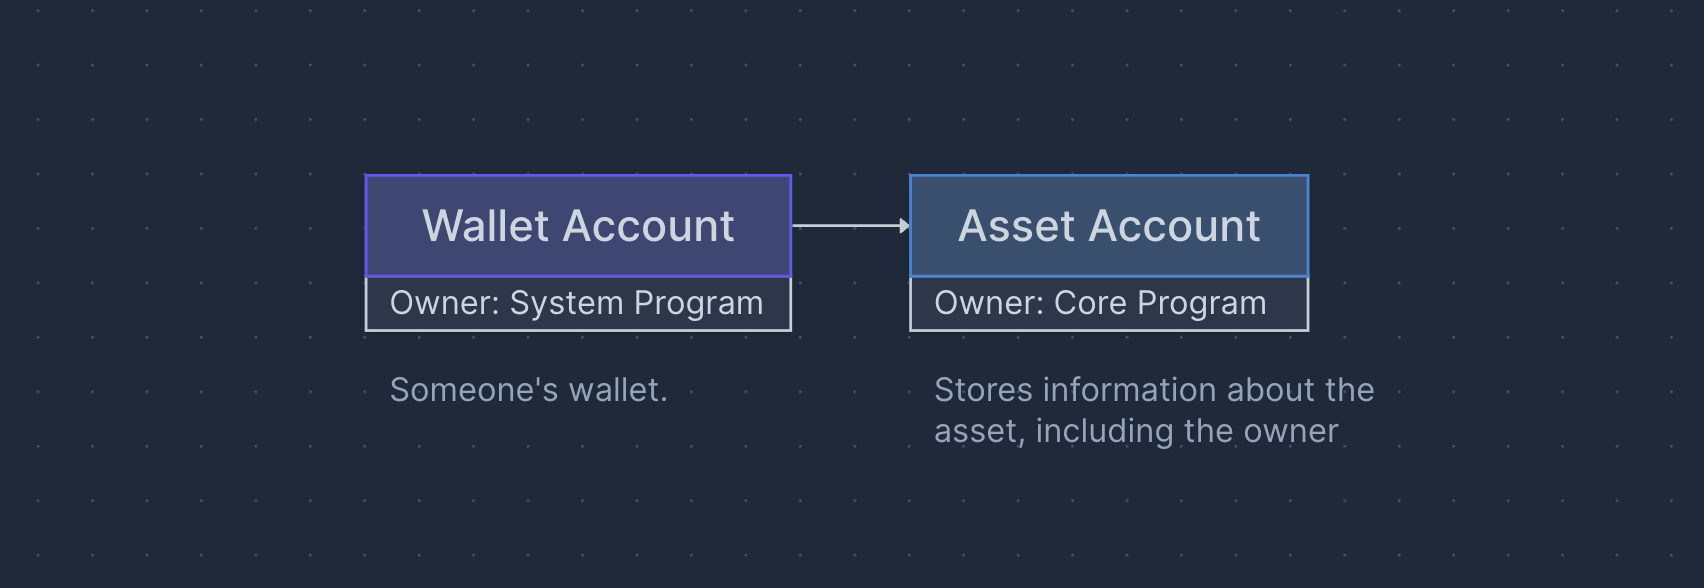 Wallet Account
Asset Account
Owner: System Program
Owner: Core Program
Someone's wallet.
Stores information about the
asset, including the owner